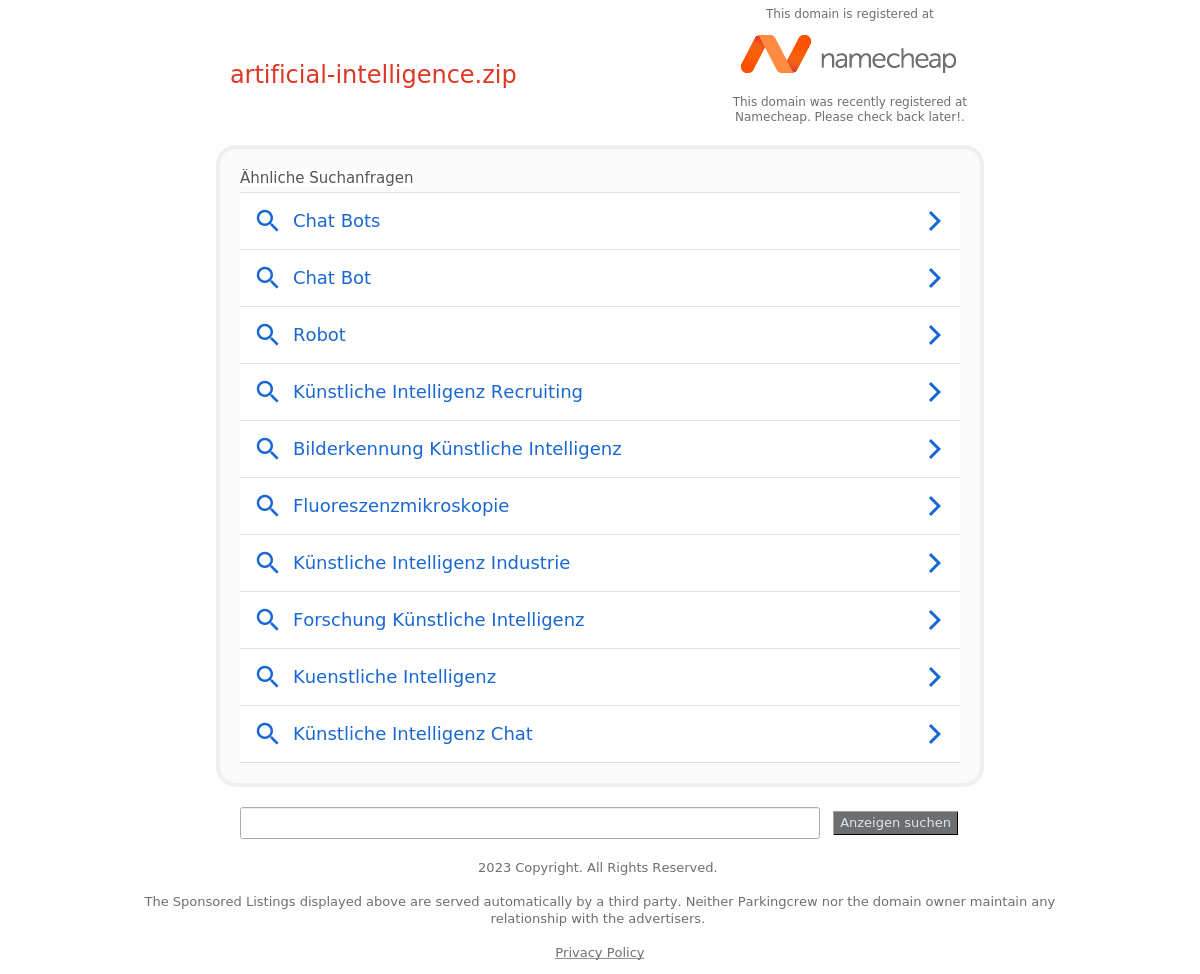 This domain is registered at
namecheap
artificial-intelligence.zip
This domain was recently registered at
Namecheap. Please check back later!.
Ähnliche Suchanfragen
Chat Bots
Chat Bot
Robot
Künstliche Intelligenz Recruiting
Bilderkennung Künstliche Intelligenz
Fluoreszenzmikroskopie
Künstliche Intelligenz Industrie
Forschung Künstliche Intelligenz
Kuenstliche Intelligenz
Künstliche Intelligenz Chat
Anzeigen suchen
2023 Copyright. All Rights Reserved.
The Sponsored Listings displayed above are served automatically by a third party. Neither Parkingcrew nor the domain owner maintain any
relationship with the advertisers.
Privacy Policy